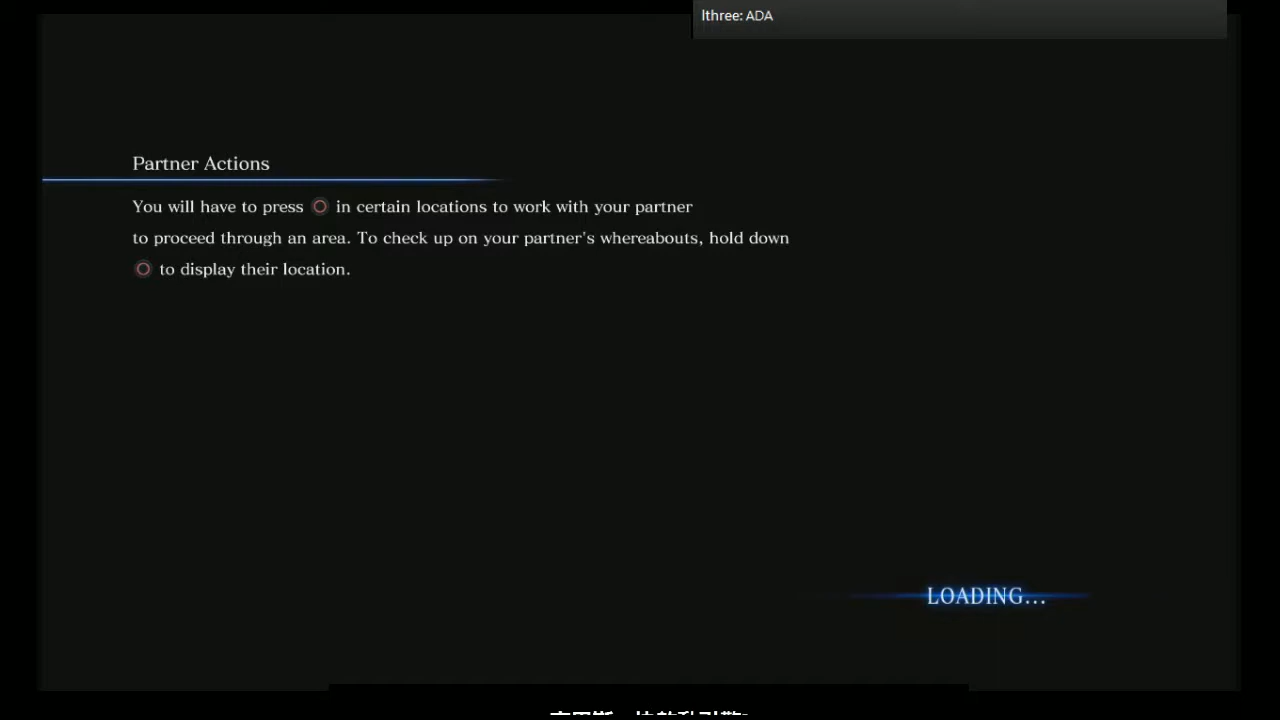 lthree: ADA
Partner Actions
You will have to press in certain locations to work with your partner
to proceed through an area. To check up on your partner's whereabouts, hold down
to display their location.
LOADING...